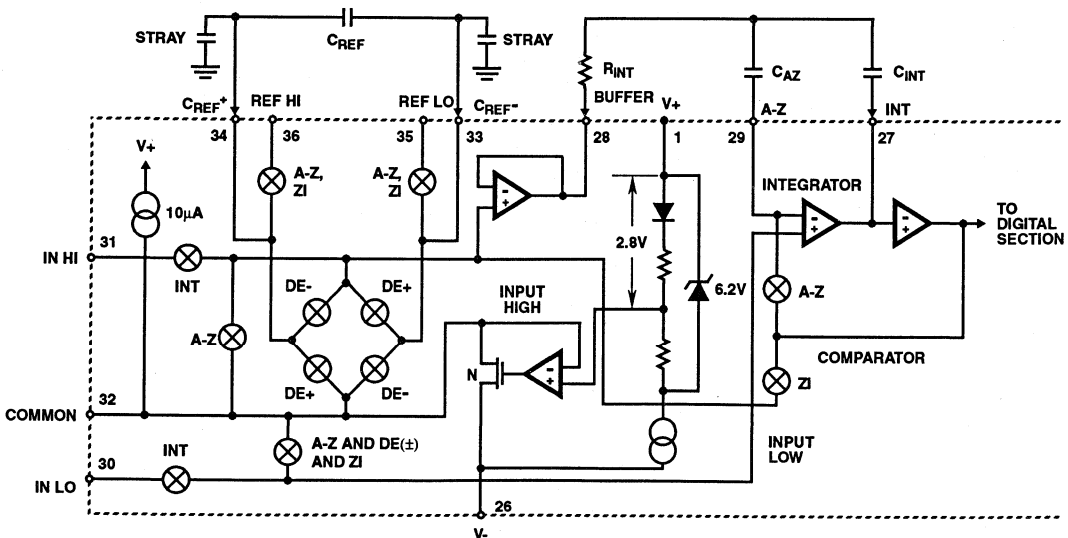 STRAY
CREF
STRAY
RINT
CAZ
CINT
CREF+
REF HI
REF LO
CREF-
BUFFER
V+
A-Z
INT
34
36
35
33
28
1
29
27
V+
10µA
A-Z,
ZI
A-Z,
ZI
-
+
2.8V
6.2V
INTEGRATOR
-
+
-
TO
DIGITAL
SECTION
31
IN HI
INT
DE-
DE+
A-Z
DE+
DE-
INPUT
HIGH
N
-
+
A-Z
COMPARATOR
ZI
32
COMMON
INT
A-Z AND DE(±)
AND ZI
INPUT
LOW
30
IN LO
26
V-